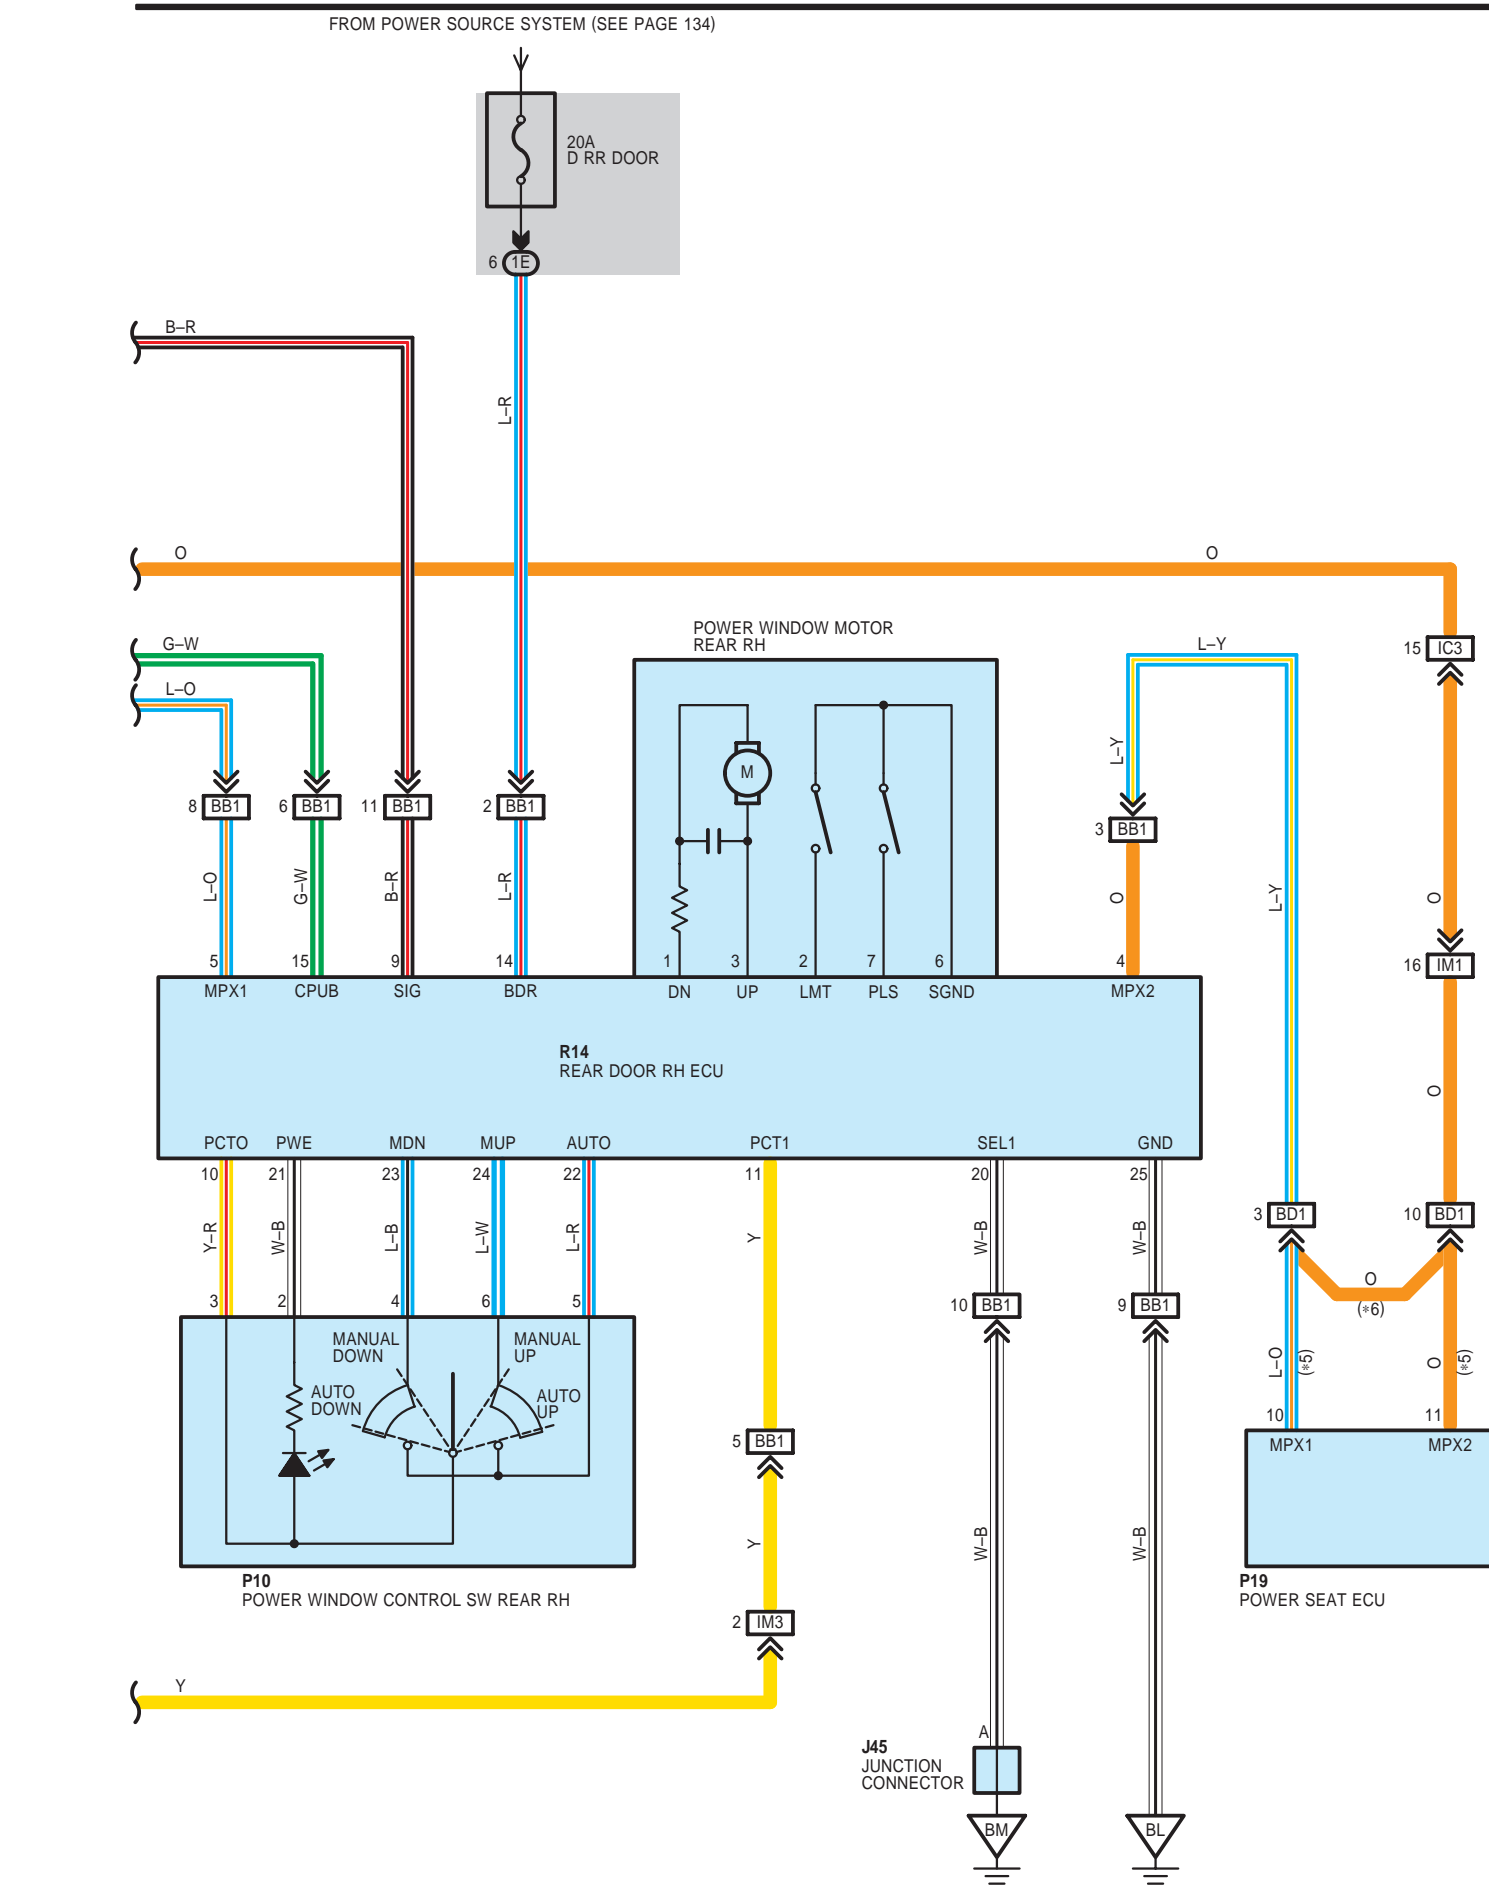 FROM POWER SOURCE SYSTEM (SEE PAGE 134)
20A
D RR DOOR
6 1E
B–R
L–R
O
O
G–W
L–O
POWER WINDOW MOTOR
REAR RH
L–Y
15 IC3
L–Y
M
8 BB1
6 BB1
11 BB1
2 BB1
3 BB1
L–O
G–W
B–R
L–R
O
L–Y
O
5
15
9
14
1
3
2
7
6
4
16 IM1
MPX1
CPUB
SIG
BDR
DN
UP
LMT
PLS
SGND
MPX2
R14
REAR DOOR RH ECU
O
PCTO
PWE
MDN
MUP
AUTO
PCT1
SEL1
GND
10
21
23
24
22
11
20
25
3 BD1
10 BD1
Y–R
W–B
L–B
L–W
L–R
Y
W–B
W–B
O
(*6)
3
2
4
6
5
10 BB1
9 BB1
MANUAL
DOWN
MANUAL
UP
AUTO
DOWN
AUTO
UP
L–O
(*5)
O
(*5)
10
11
5 BB1
MPX1
MPX2
Y
W–B
W–B
P10
POWER WINDOW CONTROL SW REAR RH
P19
POWER SEAT ECU
2 IM3
Y
A
J45
JUNCTION
CONNECTOR
BM
BL